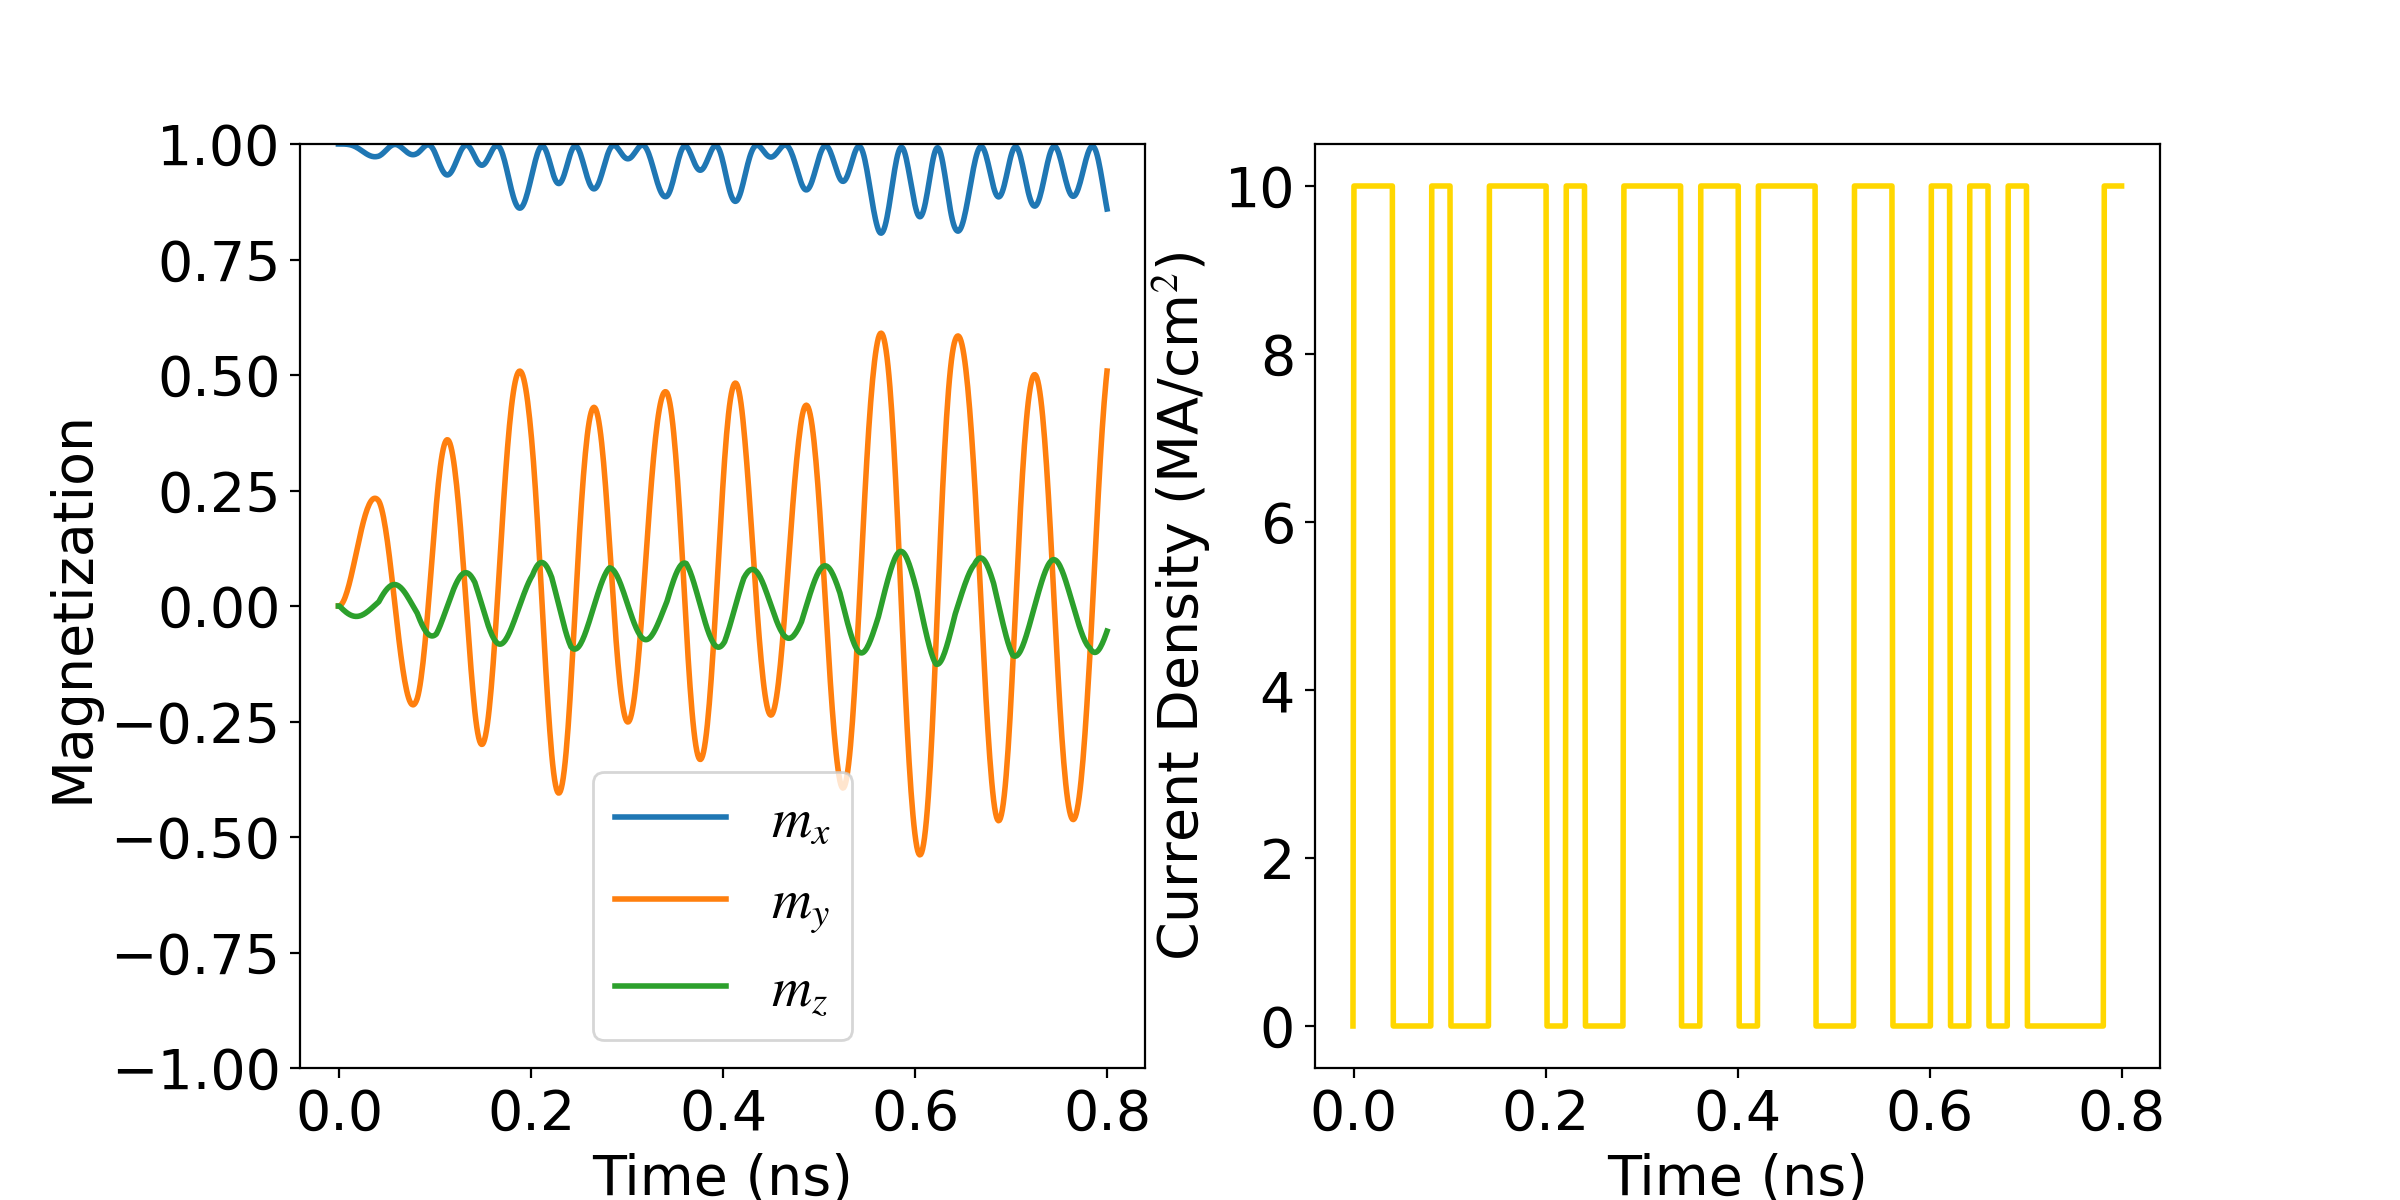 1.00
0.75
0.50
0.25
0.00
−0.25
−0.50
−0.75
−1.00
Magnetization
0.0 0.2 0.4 0.6 0.8
Time (ns)
m_x
m_y
m_z
10
8
6
4
2
0
Current Density (MA/cm²)
0.0 0.2 0.4 0.6 0.8
Time (ns)